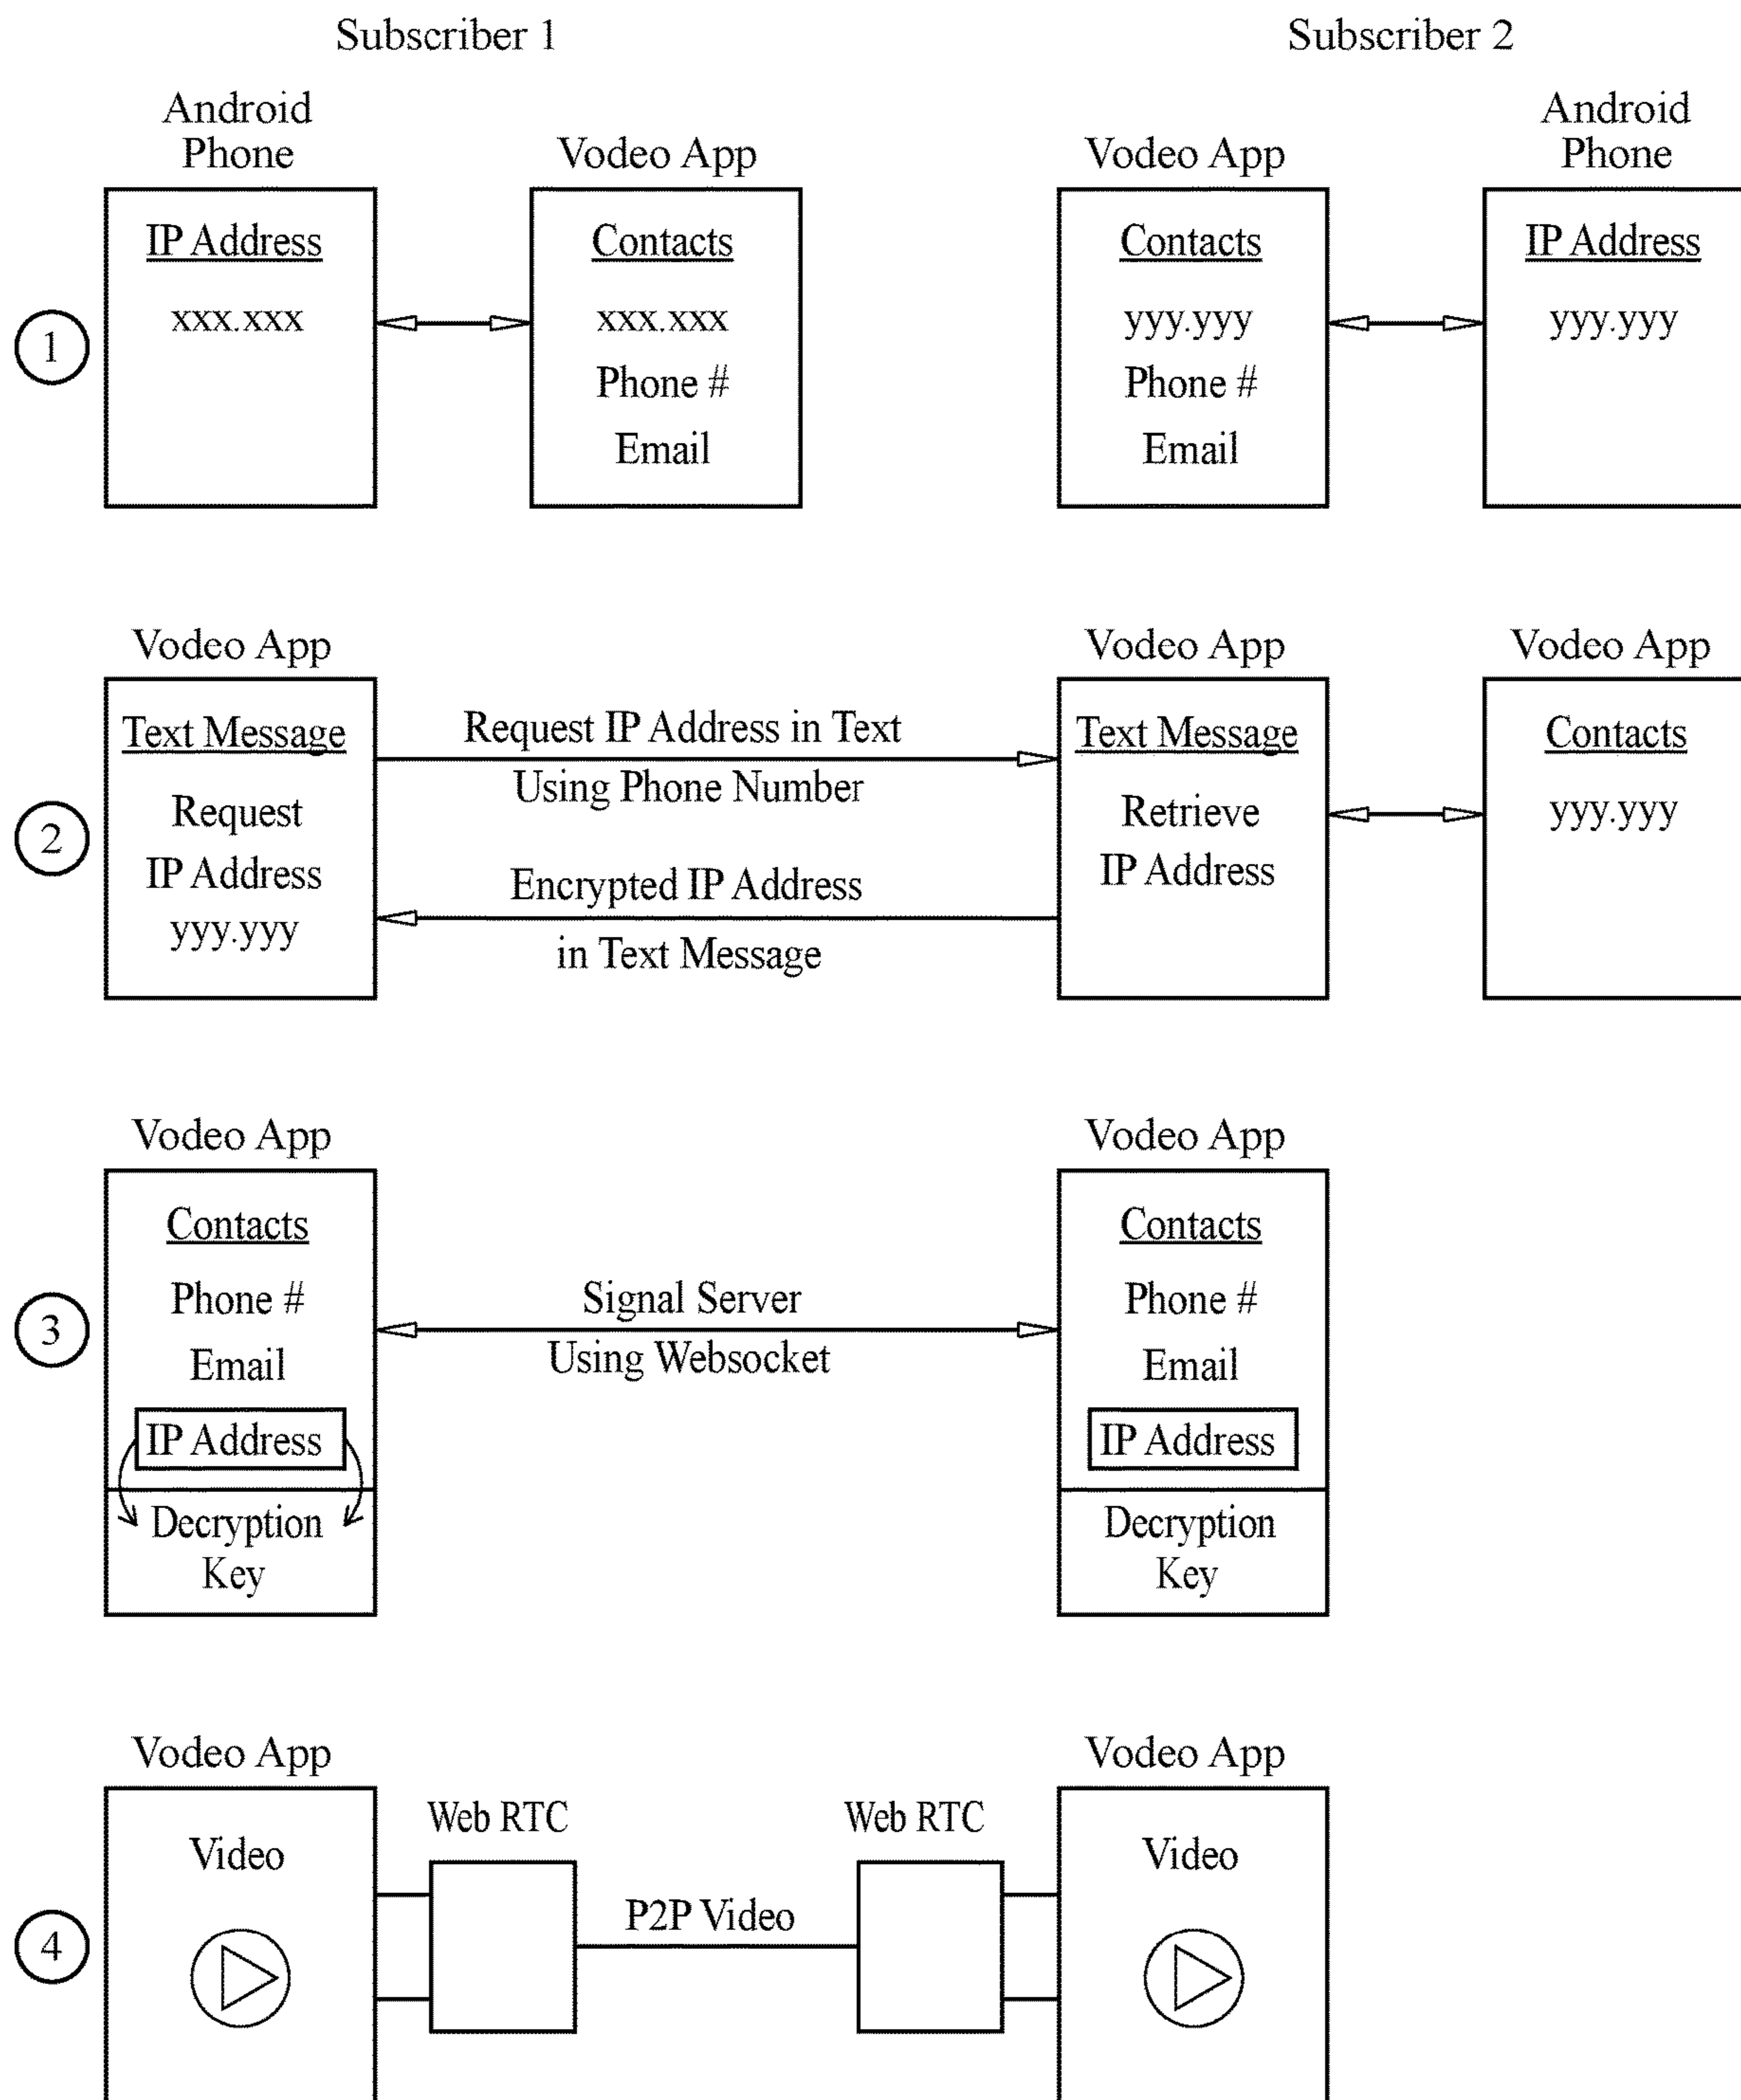 Subscriber 1
Subscriber 2
Android
Phone
Vodeo App
Vodeo App
Android
Phone
1
IP Address
xxx.xxx
Contacts
xxx.xxx
Phone #
Email
Contacts
yyy.yyy
Phone #
Email
IP Address
yyy.yyy
Vodeo App
Vodeo App
Vodeo App
2
Text Message
Request
IP Address
yyy.yyy
Request IP Address in Text
Using Phone Number
Encrypted IP Address
in Text Message
Text Message
Retrieve
IP Address
Contacts
yyy.yyy
Vodeo App
Vodeo App
3
Contacts
Phone #
Email
IP Address
Decryption
Key
Signal Server
Using Websocket
Contacts
Phone #
Email
IP Address
Decryption
Key
Vodeo App
Vodeo App
4
Video
Web RTC
P2P Video
Web RTC
Video